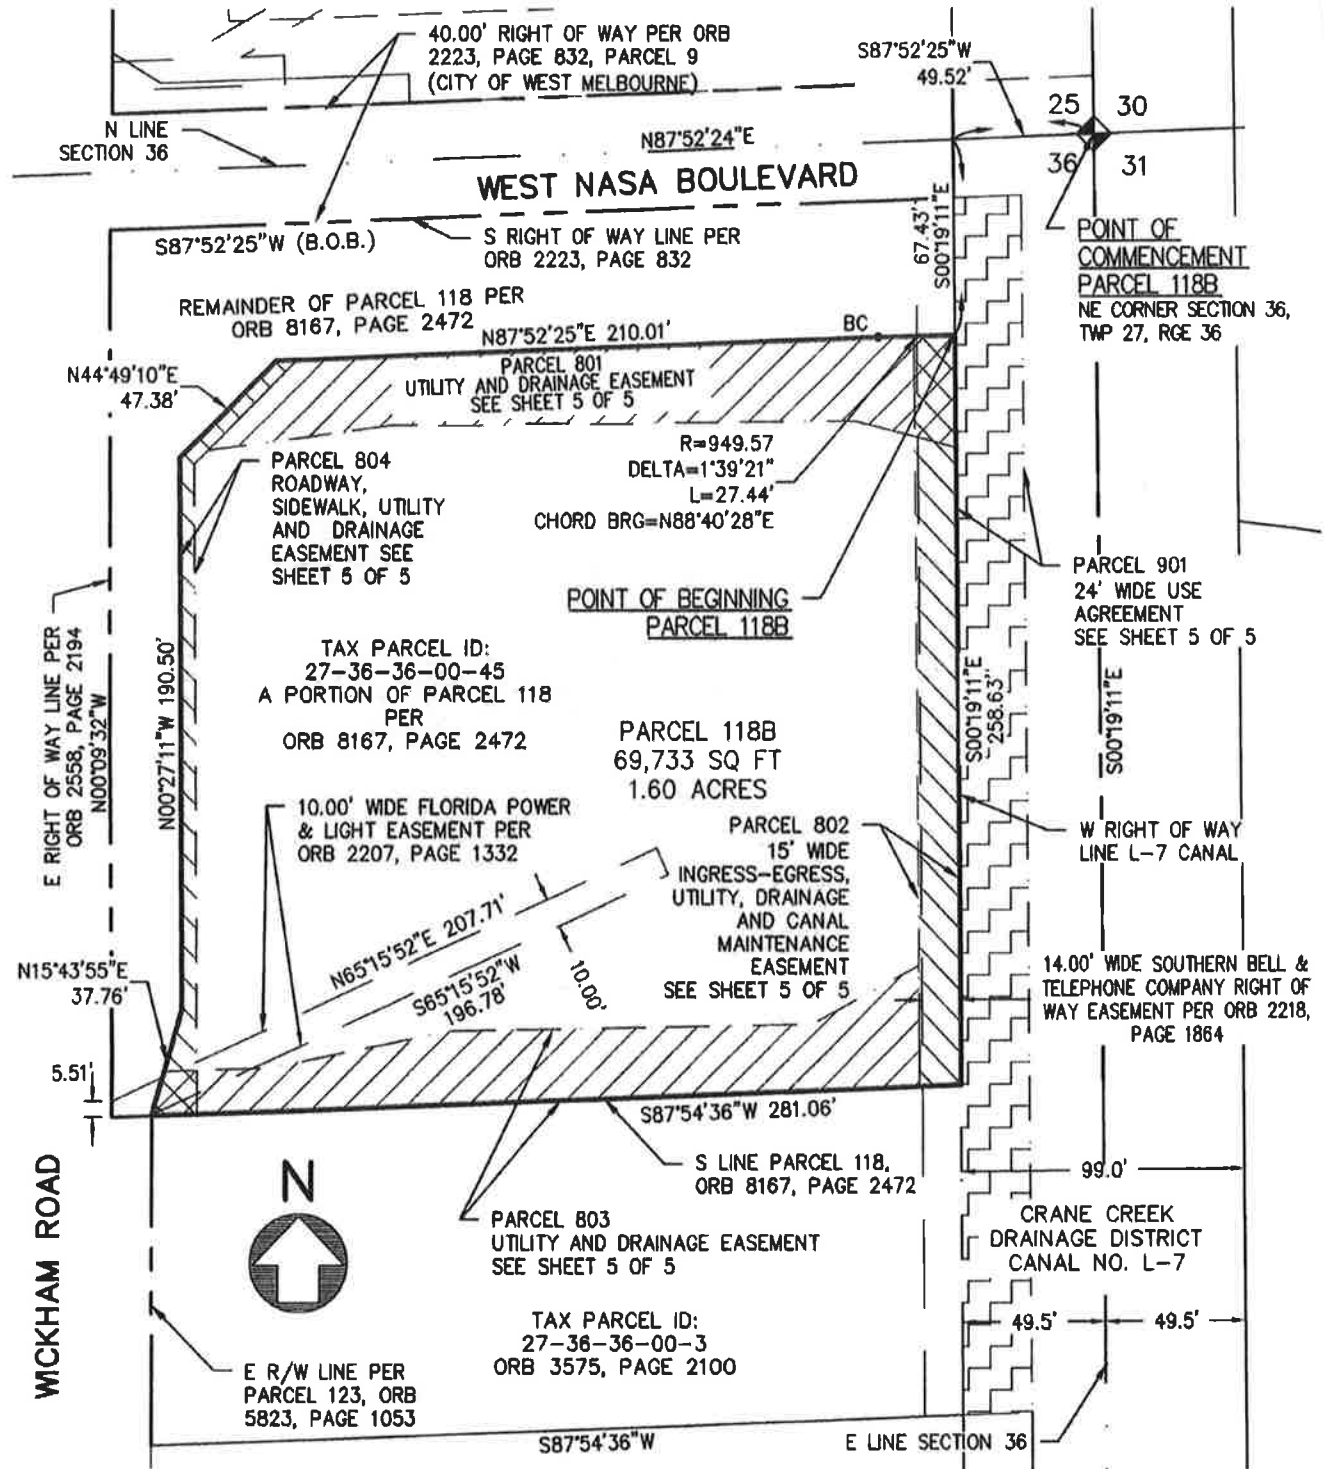 40.00' RIGHT OF WAY PER ORB
2223, PAGE 832, PARCEL 9
(CITY OF WEST MELBOURNE)
S87°52'25"W
49.52'
25
30
36
31
N LINE
SECTION 36
N87°52'24"E
WEST NASA BOULEVARD
S87°52'25"W (B.O.B.)
S RIGHT OF WAY LINE PER
ORB 2223, PAGE 832
67.43'
S00°19'11"E
POINT OF
COMMENCEMENT
PARCEL 118B
NE CORNER SECTION 36,
TWP 27, RGE 36
REMAINDER OF PARCEL 118 PER
ORB 8167, PAGE 2472
N87°52'25"E 210.01'
BC
N44°49'10"E
47.38'
PARCEL 801
UTILITY AND DRAINAGE EASEMENT
SEE SHEET 5 OF 5
R=949.57
DELTA=1°39'21"
L=27.44'
CHORD BRG=N88°40'28"E
PARCEL 804
ROADWAY,
SIDEWALK, UTILITY
AND DRAINAGE
EASEMENT SEE
SHEET 5 OF 5
POINT OF BEGINNING
PARCEL 118B
PARCEL 901
24' WIDE USE
AGREEMENT
SEE SHEET 5 OF 5
E RIGHT OF WAY LINE PER
ORB 2558, PAGE 2194
N00°09'32"W
N00°27'11"W 190.50'
TAX PARCEL ID:
27-36-36-00-45
A PORTION OF PARCEL 118
PER
ORB 8167, PAGE 2472
PARCEL 118B
69,733 SQ FT
1.60 ACRES
S00°19'11"E
258.63'
S00°19'11"E
10.00' WIDE FLORIDA POWER
& LIGHT EASEMENT PER
ORB 2207, PAGE 1332
PARCEL 802
15' WIDE
INGRESS-EGRESS,
UTILITY, DRAINAGE
AND CANAL
MAINTENANCE
EASEMENT
SEE SHEET 5 OF 5
W RIGHT OF WAY
LINE L-7 CANAL
N65°15'52"E 207.71'
S65°15'52"W
196.78'
10.00'
N15°43'55"E
37.76'
14.00' WIDE SOUTHERN BELL &
TELEPHONE COMPANY RIGHT OF
WAY EASEMENT PER ORB 2218,
PAGE 1864
5.51'
S87°54'36"W 281.06'
S LINE PARCEL 118,
ORB 8167, PAGE 2472
99.0'
WICKHAM ROAD
N
PARCEL 803
UTILITY AND DRAINAGE EASEMENT
SEE SHEET 5 OF 5
CRANE CREEK
DRAINAGE DISTRICT
CANAL NO. L-7
49.5'
49.5'
TAX PARCEL ID:
27-36-36-00-3
ORB 3575, PAGE 2100
E R/W LINE PER
PARCEL 123, ORB
5823, PAGE 1053
S87°54'36"W
E LINE SECTION 36